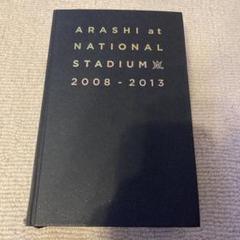 ARASHI at
NATIONAL
STADIUM
2008 - 2013